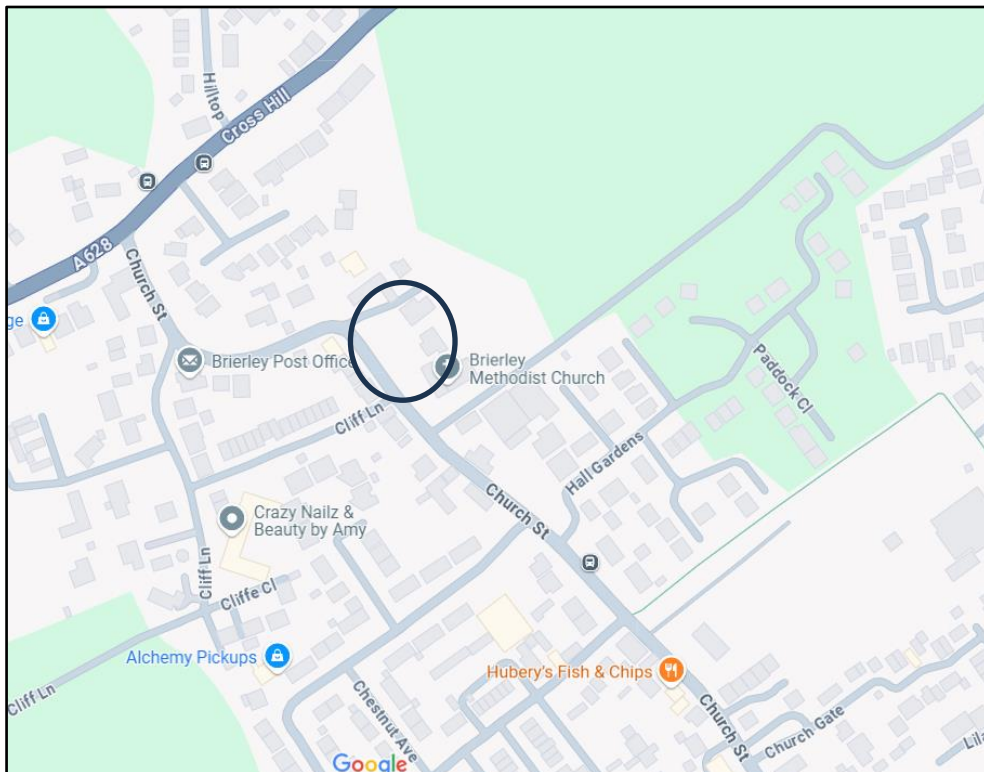 Hilltop
Cross Hill
A628
Church St
ge
Brierley Post Office
Brierley
Methodist Church
Cliff Ln
Paddock Cl
Hall Gardens
Church St
Crazy Nailz &
Beauty by Amy
Cliff Ln
Cliffe Cl
Alchemy Pickups
Cliff Ln
Hubery's Fish & Chips
Chestnut Ave
Church St
Church Gate
Lila
Google